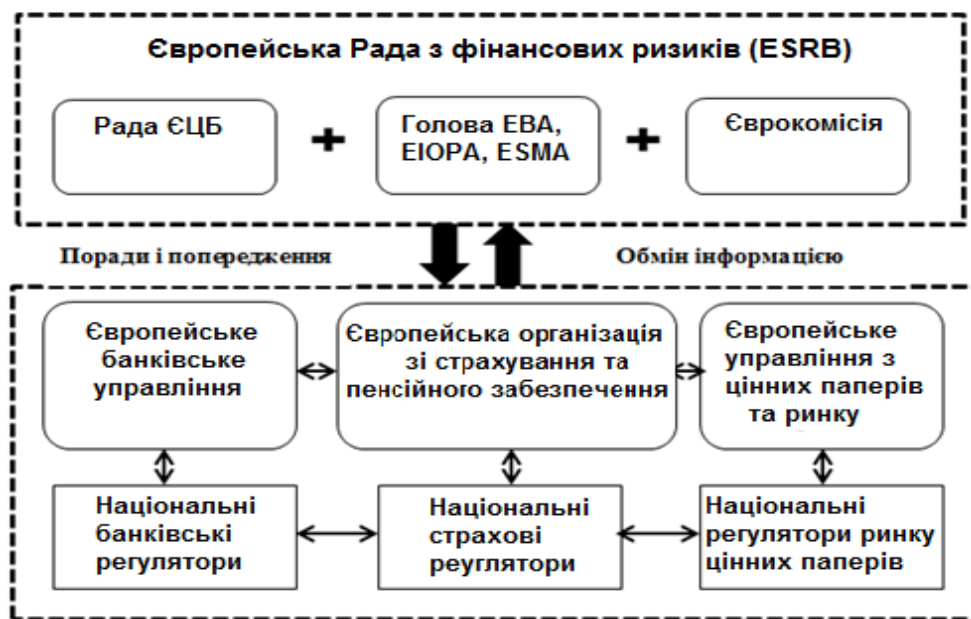 Європейська Рада з фінансових ризиків (ESRB)
Рада ЄЦБ
Голова EBA,
EIOPA, ESMA
Єврокомісія
Поради і попередження
Обмін інформацією
Європейське
банківське
управління
Європейська організація
зі страхування та
пенсійного забезпечення
Європейське
управління з
цінних паперів
та ринку
Національні
банківські
регулятори
Національні
страхові
реуглятори
Національні
регулятори ринку
цінних паперів